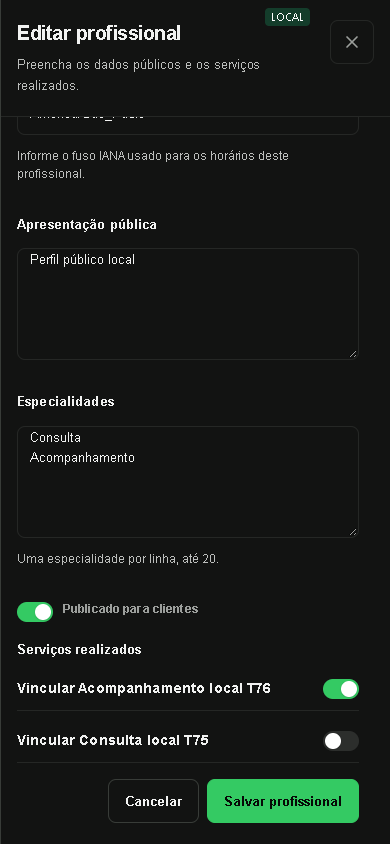 LOCAL
Editar profissional
Preencha os dados públicos e os serviços
realizados.
Informe o fuso IANA usado para os horários deste
profissional.
Apresentação pública
Perfil público local
Especialidades
Consulta
Acompanhamento
Uma especialidade por linha, até 20.
Publicado para clientes
Serviços realizados
Vincular Acompanhamento local T76
Vincular Consulta local T75
Cancelar
Salvar profissional